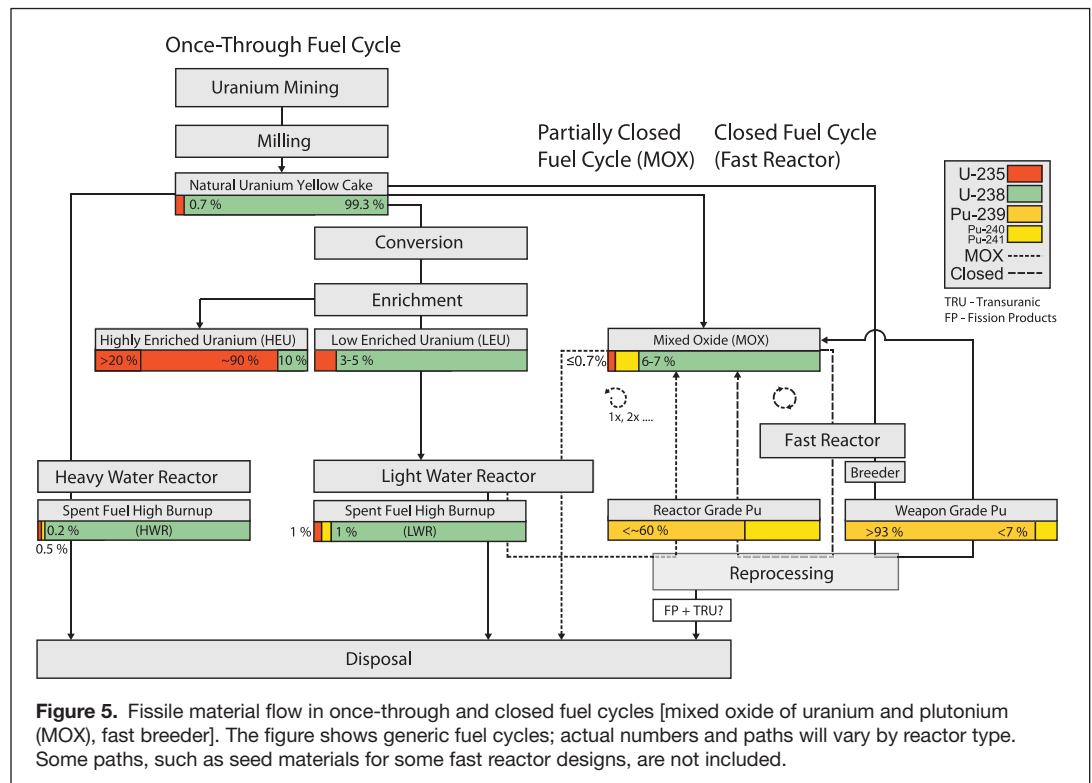 Once-Through Fuel Cycle
Uranium Mining
Milling
Natural Uranium Yellow Cake
0.7 % 99.3 %
Conversion
Enrichment
Highly Enriched Uranium (HEU)
>20 % ~90 % 10 %
Low Enriched Uranium (LEU)
3-5 %
Partially Closed
Fuel Cycle (MOX)
Closed Fuel Cycle
(Fast Reactor)
U-235
U-238
Pu-239
Pu-240
Pu-241
MOX
Closed
TRU - Transuranic
FP - Fission Products
Mixed Oxide (MOX)
≤0.7% 6-7 %
1x, 2x ....
Fast Reactor
Breeder
Heavy Water Reactor
Spent Fuel High Burnup
0.2 % (HWR)
0.5 %
Light Water Reactor
Spent Fuel High Burnup
1 % 1 % (LWR)
Reactor Grade Pu
<~60 %
Weapon Grade Pu
>93 % <7 %
Reprocessing
FP + TRU?
Disposal
Figure 5. Fissile material flow in once-through and closed fuel cycles [mixed oxide of uranium and plutonium
(MOX), fast breeder]. The figure shows generic fuel cycles; actual numbers and paths will vary by reactor type.
Some paths, such as seed materials for some fast reactor designs, are not included.